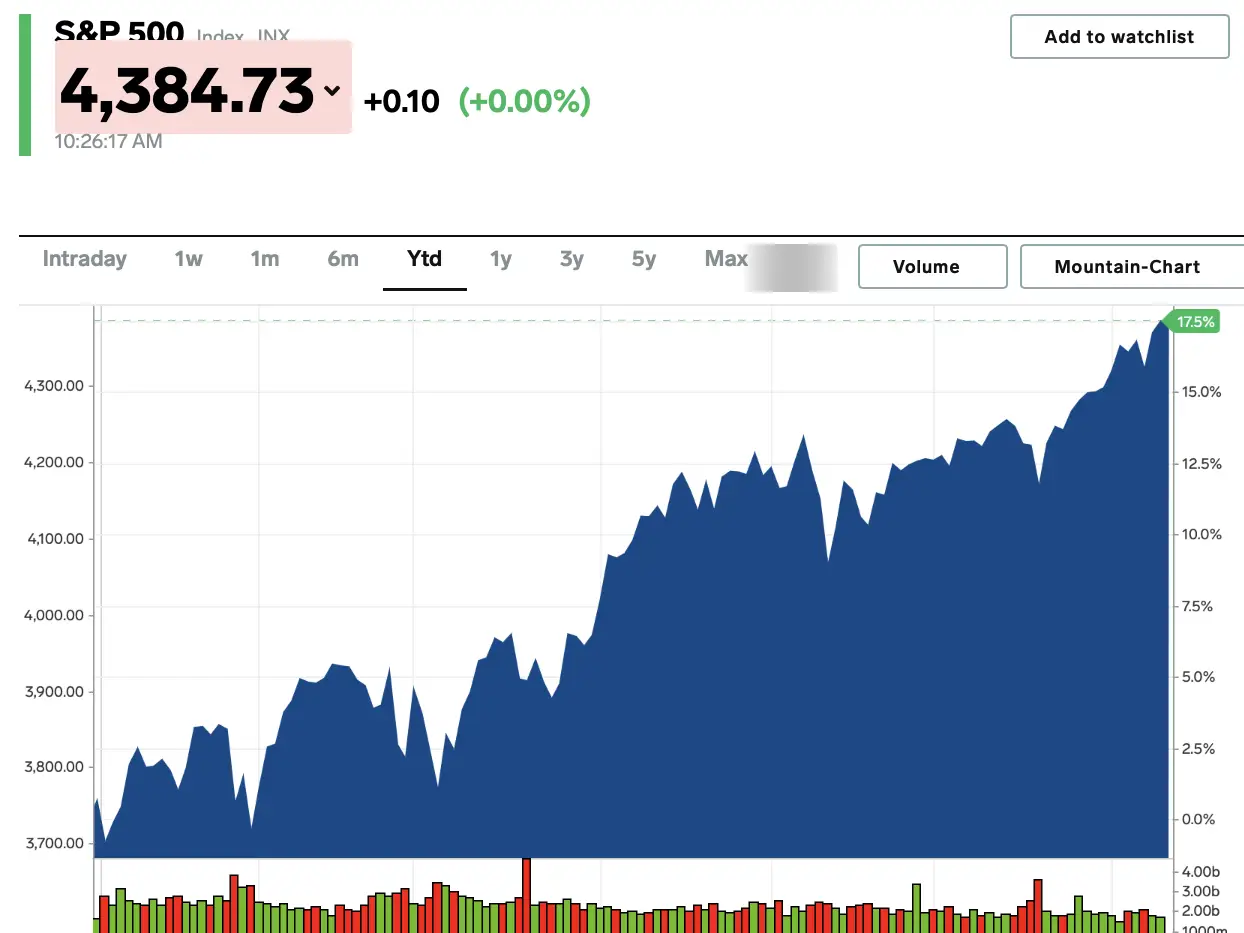 S&P 500 Index INX
Add to watchlist
4,384.73 +0.10 (+0.00%)
10:26:17 AM
Intraday 1w 1m 6m Ytd 1y 3y 5y Max
Volume
Mountain-Chart
17.5%
4,300.00
4,200.00
4,100.00
4,000.00
3,900.00
3,800.00
3,700.00
15.0%
12.5%
10.0%
7.5%
5.0%
2.5%
0.0%
4.00b
3.00b
2.00b
1000m